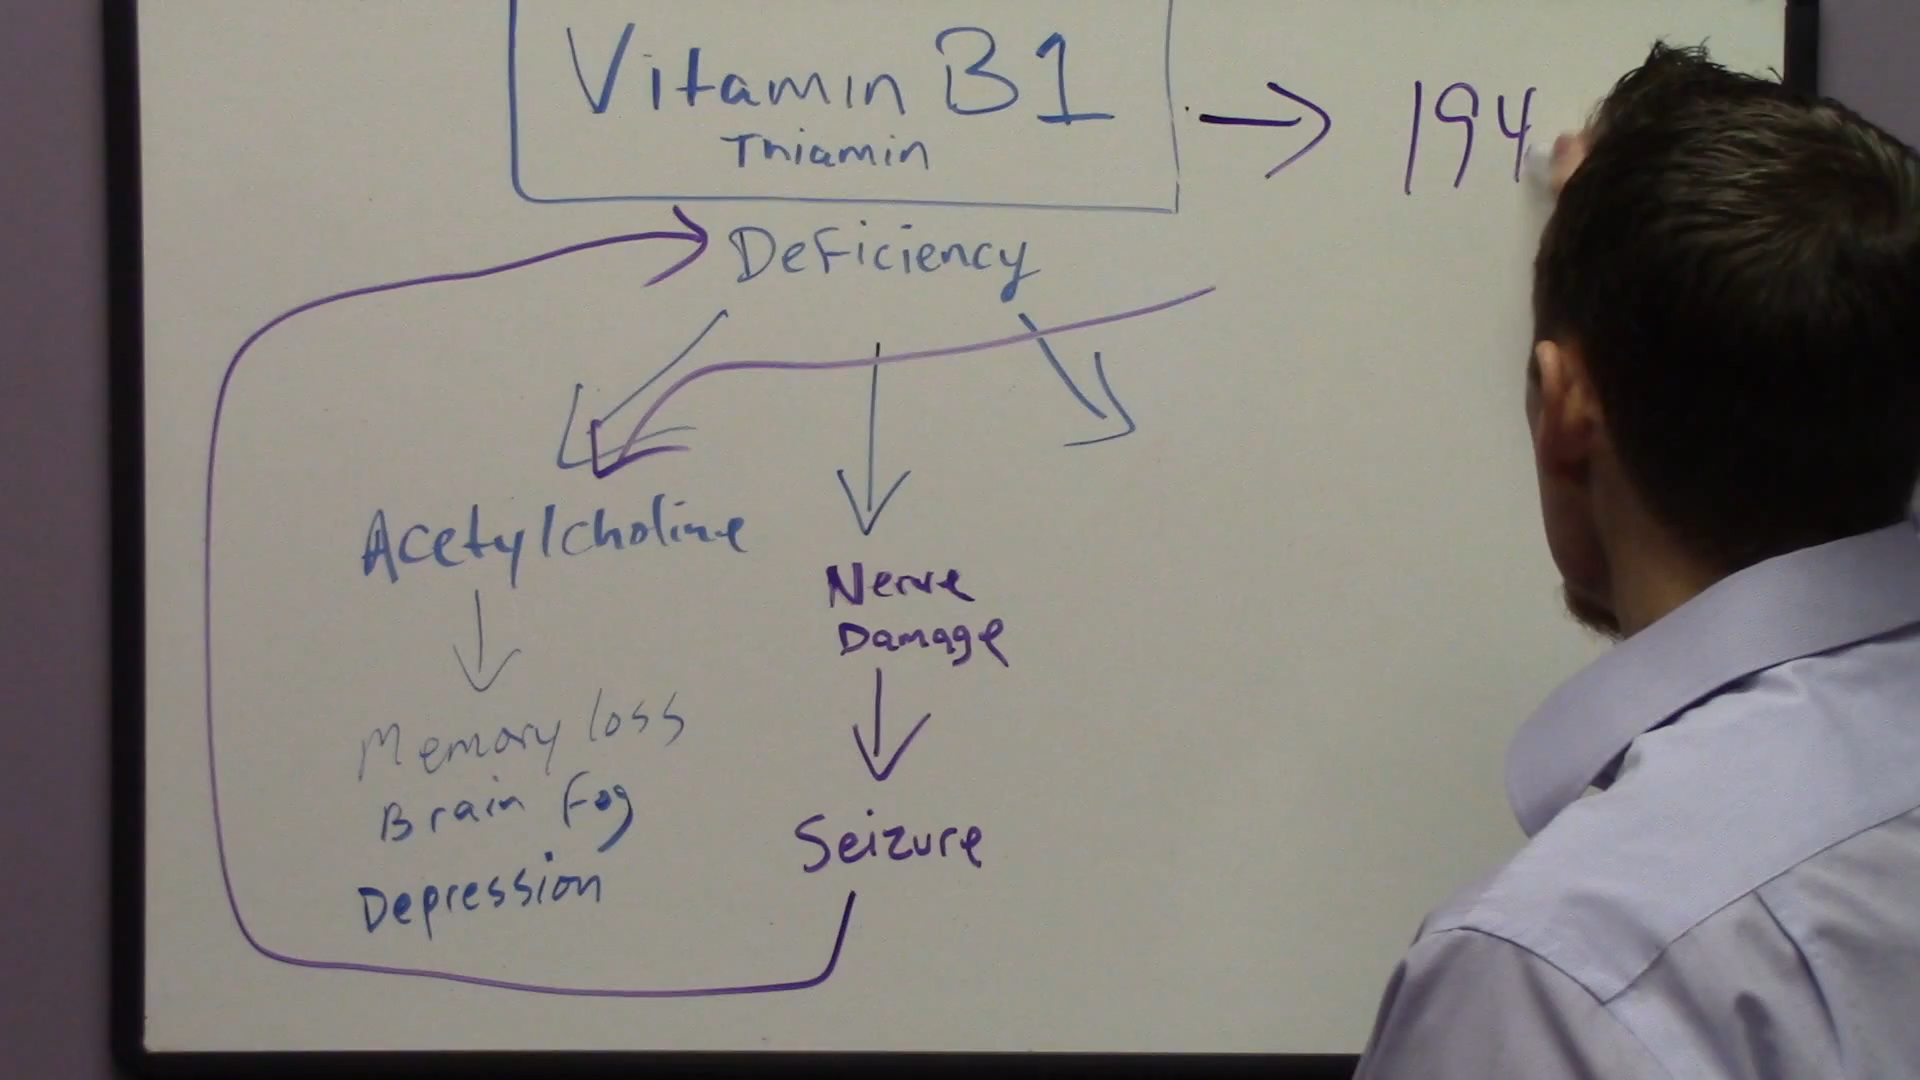 Vitamin B1
Thiamin
→ 194
Deficiency
Acetylcholine
Memory loss
Brain Fog
Depression
Nerve
Damage
Seizure